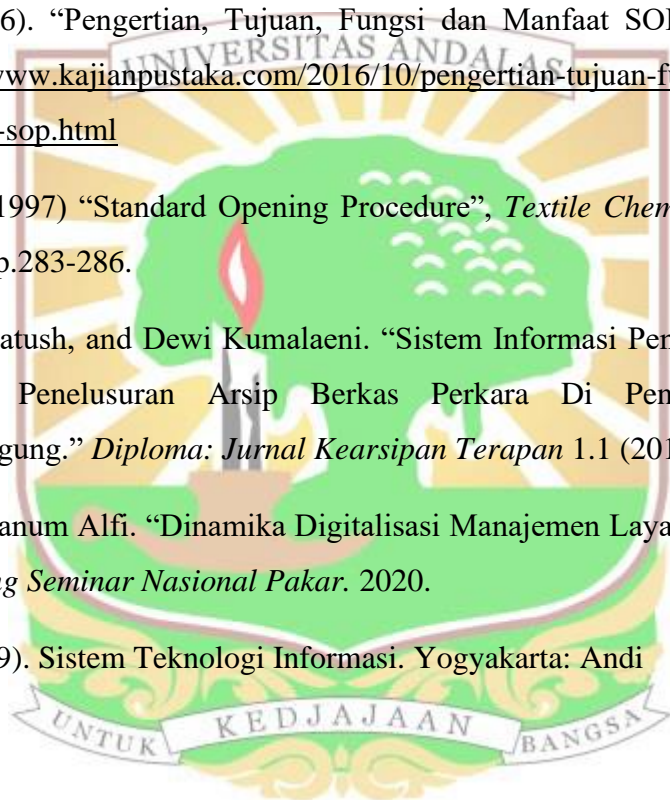 6). “Pengertian, Tujuan, Fungsi dan Manfaat SO
UNIVERSITAS ANDALAS
www.kajianpustaka.com/2016/10/pengertian-tujuan-f
-sop.html
1997) “Standard Opening Procedure”, Textile Chem
p.283-286.
atush, and Dewi Kumalaeni. “Sistem Informasi Pen
Penelusuran Arsip Berkas Perkara Di Pen
gung.” Diploma: Jurnal Kearsipan Terapan 1.1 (201
anum Alfi. “Dinamika Digitalisasi Manajemen Laya
ng Seminar Nasional Pakar. 2020.
9). Sistem Teknologi Informasi. Yogyakarta: Andi
UNTUK KEDJAJAAN BANGSA